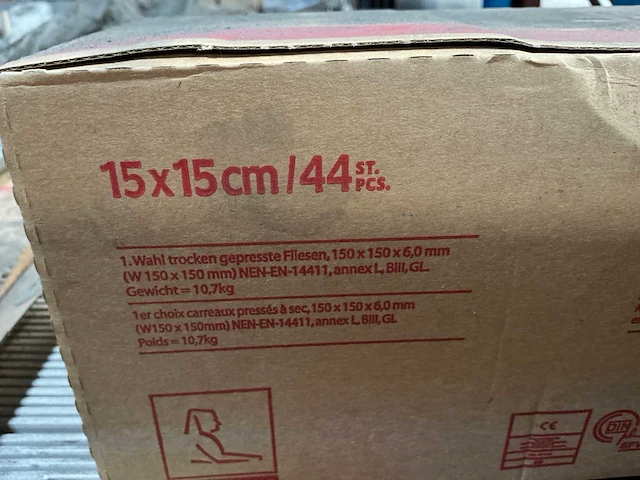 15x15cm/44 ST. PCS.
1.Wahl trocken gepresste Fliesen, 150 x 150 x 6,0 mm
(W 150 x 150 mm) NEN-EN-14411, annex L, BIII, GL.
Gewicht = 10,7kg
1er choix carreaux pressés à sec, 150 x 150 x 6,0 mm
(W150 x 150mm) NEN-EN-14411, annex L, BIII, GL
Poids = 10,7kg
CE
DIN